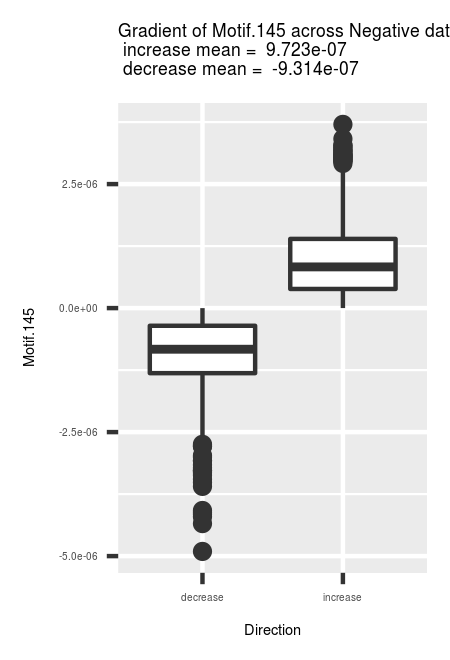 Gradient of Motif.145 across Negative dat
increase mean =  9.723e-07
decrease mean =  -9.314e-07
2.5e-06
0.0e+00
-2.5e-06
-5.0e-06
Motif.145
decrease
increase
Direction